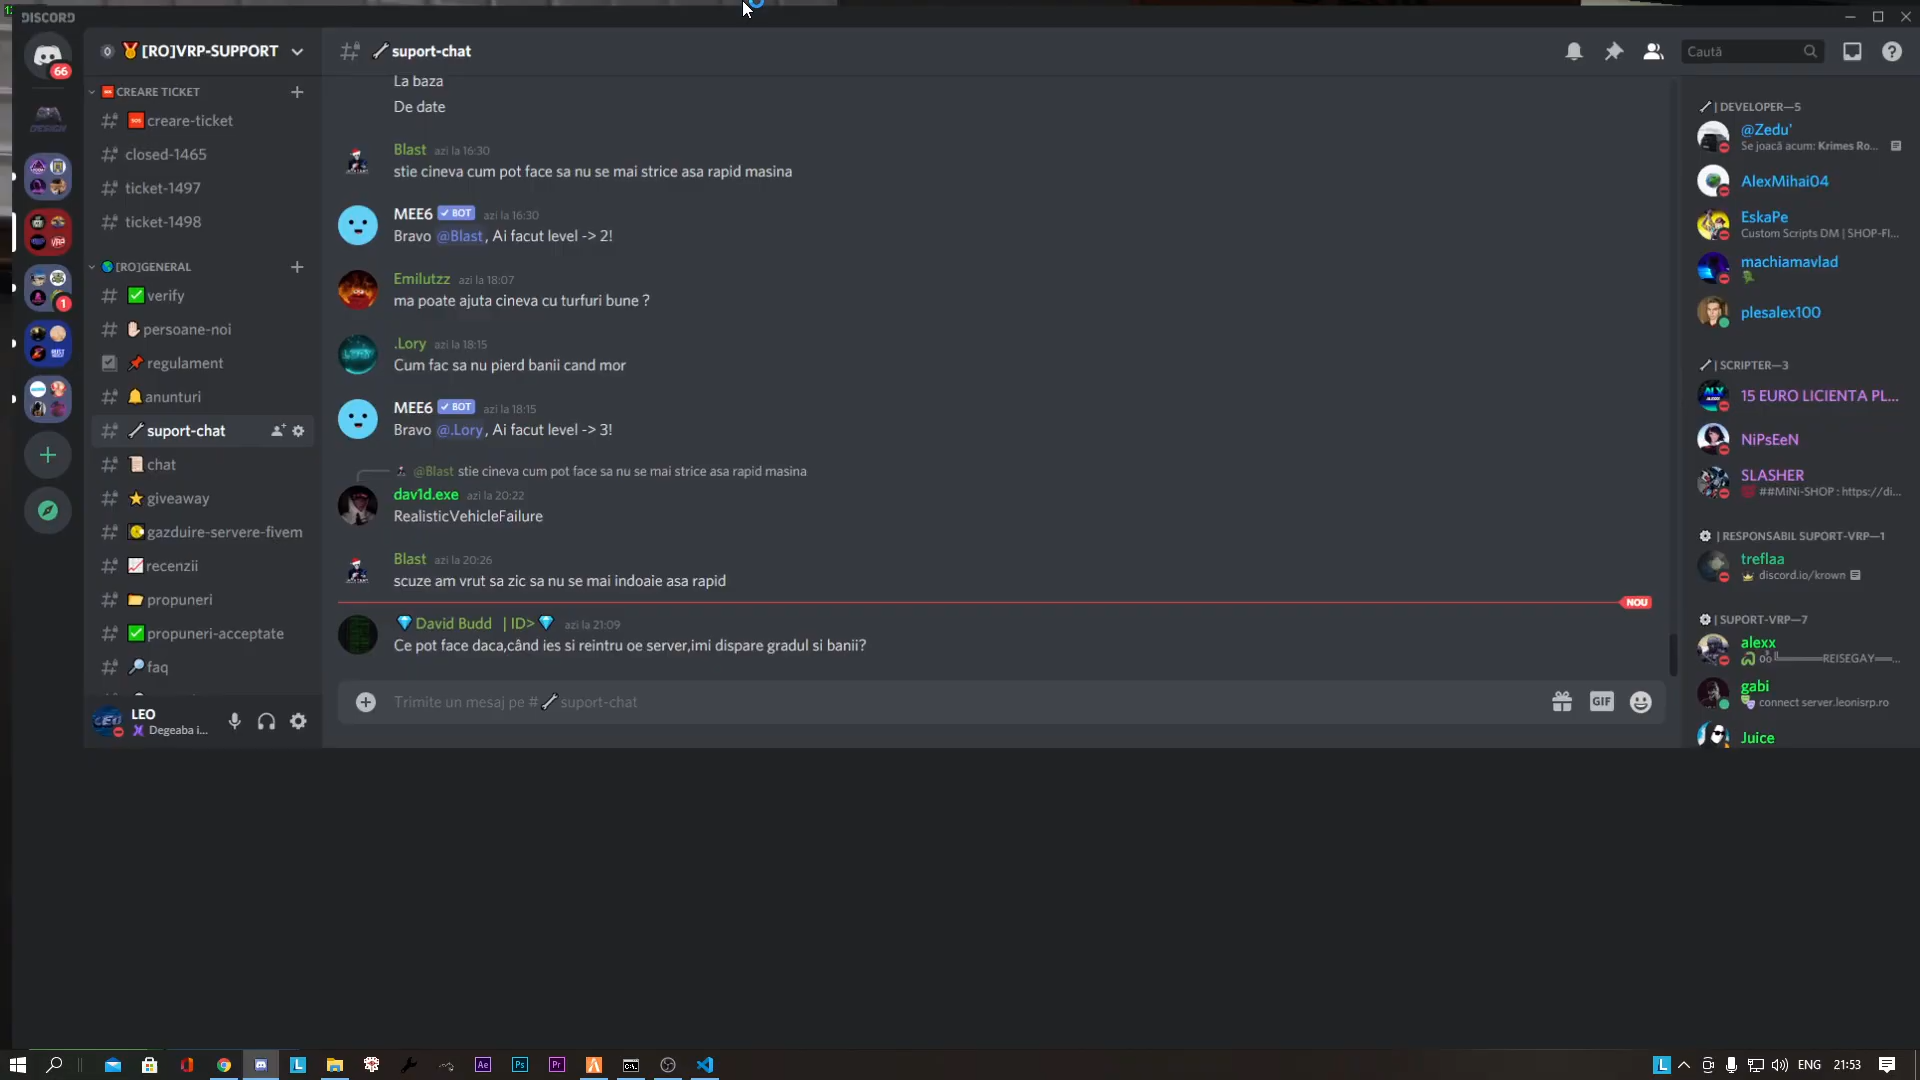 DISCORD
66
[RO]VRP-SUPPORT
suport-chat
Caută
CREARE TICKET
creare-ticket
closed-1465
ticket-1497
ticket-1498
[RO]GENERAL
verify
persoane-noi
regulament
anunturi
suport-chat
chat
giveaway
gazduire-servere-fivem
recenzii
propuneri
propuneri-acceptate
faq
1
LEO
Degeaba i...
La baza
De date
Blast azi la 16:30
stie cineva cum pot face sa nu se mai strice asa rapid masina
MEE6 BOT azi la 16:30
Bravo @Blast, Ai facut level -> 2!
Emilutzz azi la 18:07
ma poate ajuta cineva cu turfuri bune ?
.Lory azi la 18:15
Cum fac sa nu pierd banii cand mor
MEE6 BOT azi la 18:15
Bravo @.Lory, Ai facut level -> 3!
@Blast stie cineva cum pot face sa nu se mai strice asa rapid masina
dav1d.exe azi la 20:22
RealisticVehicleFailure
Blast azi la 20:26
scuze am vrut sa zic sa nu se mai indoaie asa rapid
NOU
David Budd | ID> azi la 21:09
Ce pot face daca,când ies si reintru oe server,imi dispare gradul si banii?
Trimite un mesaj pe # suport-chat
GIF
| DEVELOPER—5
@Zedu'
Se joacă acum: Krimes Ro...
AlexMihai04
EskaPe
Custom Scripts DM | SHOP-FI...
machiamavlad
plesalex100
| SCRIPTER—3
15 EURO LICIENTA PL...
NiPsEeN
SLASHER
##MiNi-SHOP : https://di...
| RESPONSABIL SUPORT-VRP—1
treflaa
discord.io/krown
| SUPORT-VRP—7
alexx
gabi
connect server.leonisrp.ro
Juice
L
Ae
Ps
Pr
L
ENG
21:53